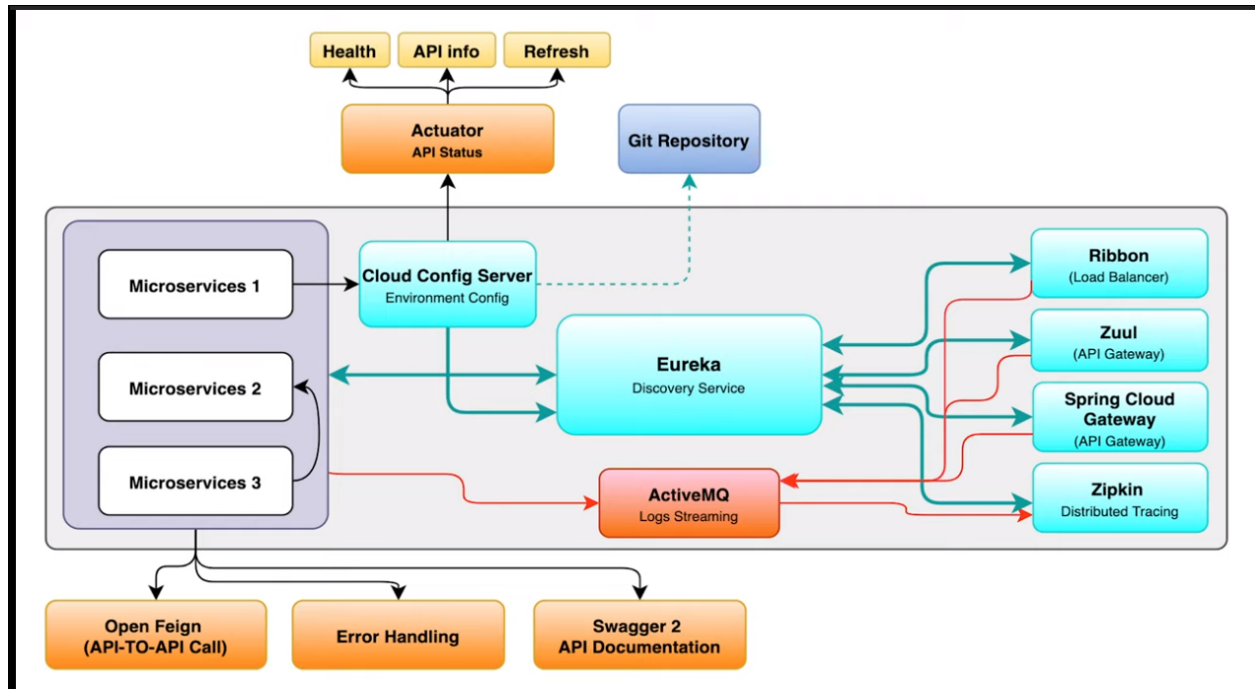 Health
API info
Refresh
Actuator
API Status
Git Repository
Microservices 1
Cloud Config Server
Environment Config
Ribbon
(Load Balancer)
Eureka
Discovery Service
Zuul
(API Gateway)
Microservices 2
Spring Cloud
Gateway
(API Gateway)
Microservices 3
ActiveMQ
Logs Streaming
Zipkin
Distributed Tracing
Open Feign
(API-TO-API Call)
Error Handling
Swagger 2
API Documentation